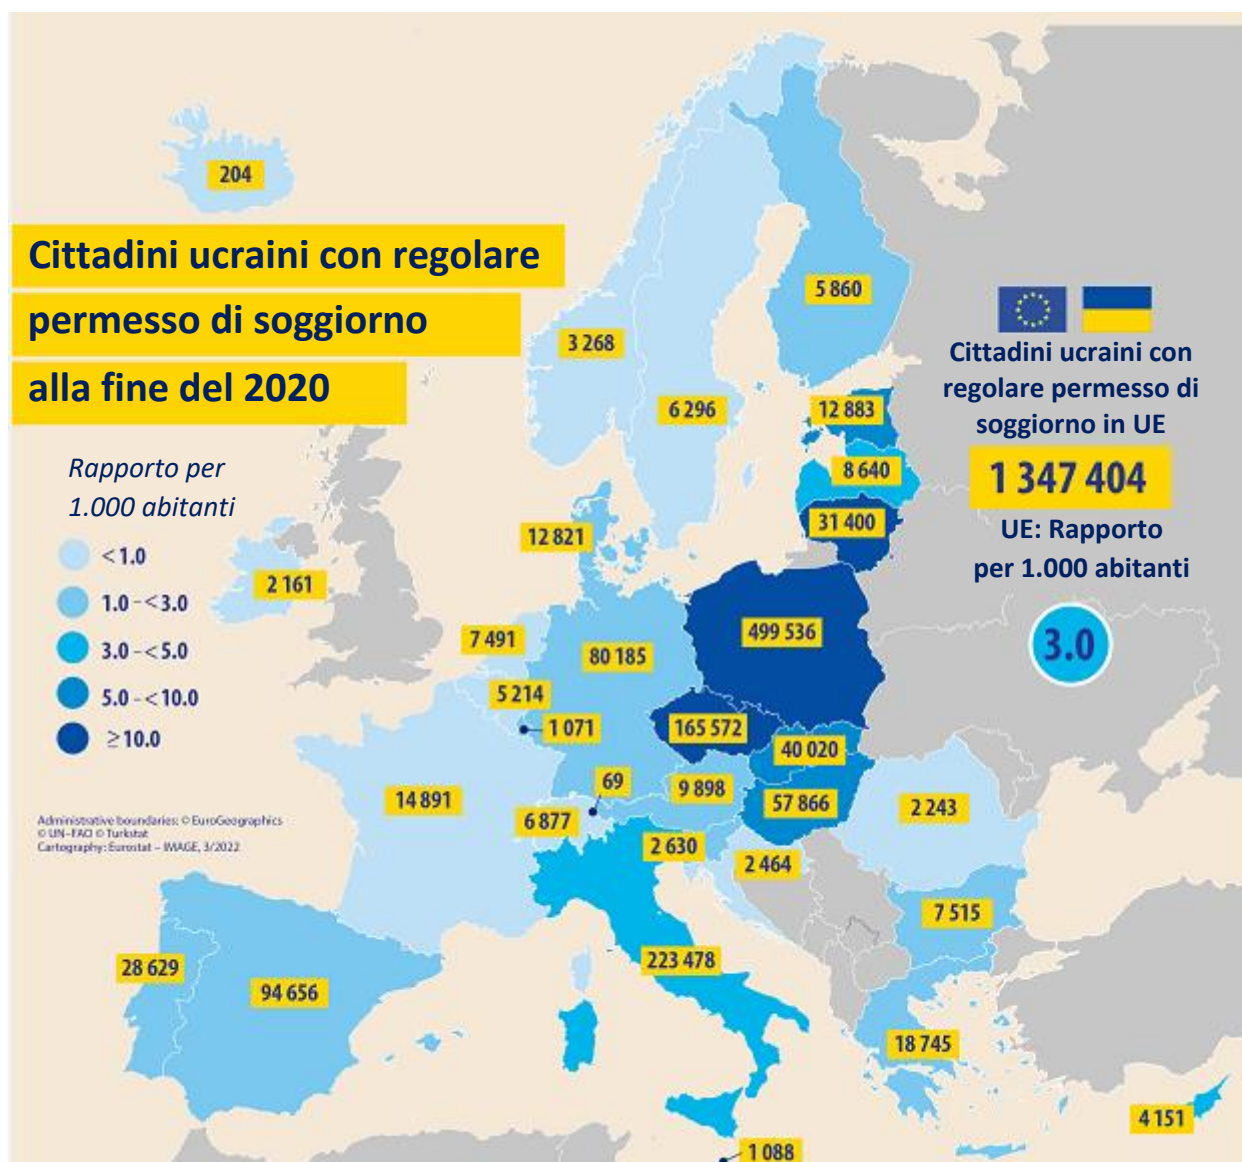 204
Cittadini ucraini con regolare
permesso di soggiorno
alla fine del 2020
5 860
3 268
6 296
Cittadini ucraini con
regolare permesso di
soggiorno in UE
1 347 404
UE: Rapporto
per 1.000 abitanti
3.0
Rapporto per
1.000 abitanti
< 1.0
1.0 - < 3.0
3.0 - < 5.0
5.0 - < 10.0
≥ 10.0
12 883
8 640
31 400
12 821
2 161
7 491
80 185
499 536
5 214
1 071
165 572
40 020
69
9 898
57 866
14 891
6 877
2 243
2 630
2 464
Administrative boundaries: © EuroGeographics
© UN-FAO © Turkstat
Cartography: Eurostat – IMAGE, 3/2022
7 515
28 629
94 656
223 478
18 745
4 151
1 088